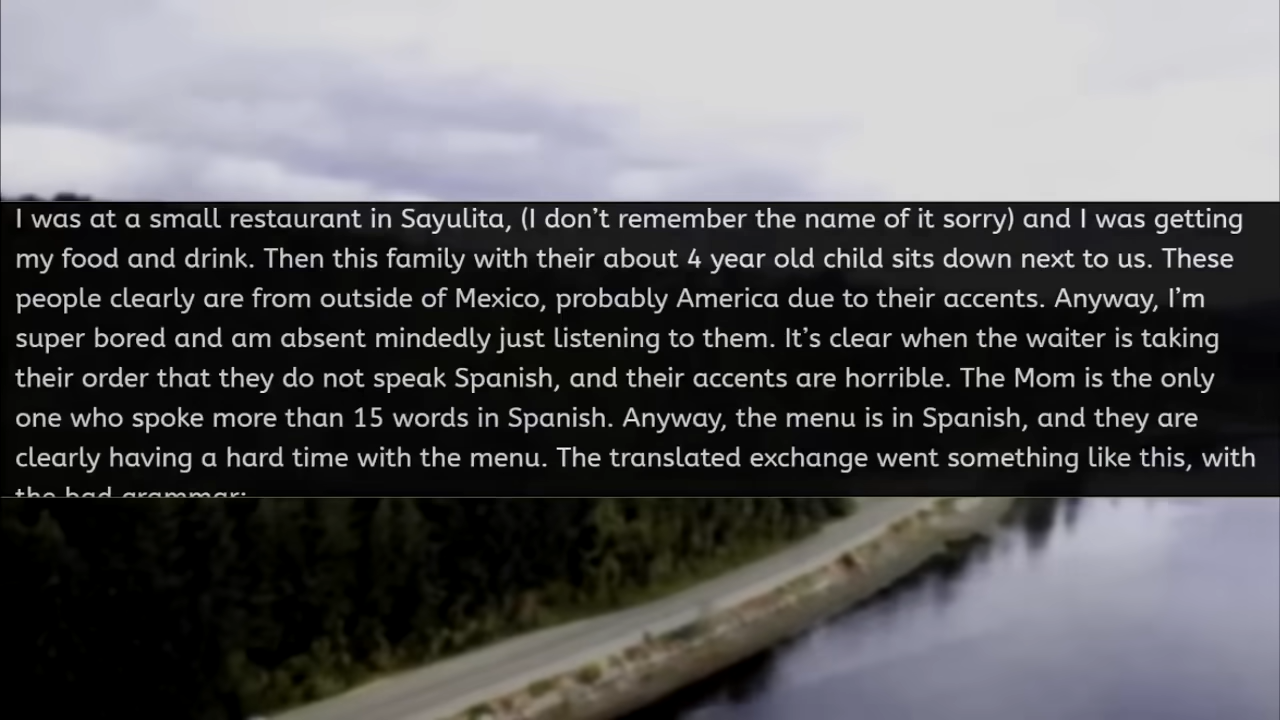 I was at a small restaurant in Sayulita, (I don’t remember the name of it sorry) and I was getting
my food and drink. Then this family with their about 4 year old child sits down next to us. These
people clearly are from outside of Mexico, probably America due to their accents. Anyway, I’m
super bored and am absent mindedly just listening to them. It’s clear when the waiter is taking
their order that they do not speak Spanish, and their accents are horrible. The Mom is the only
one who spoke more than 15 words in Spanish. Anyway, the menu is in Spanish, and they are
clearly having a hard time with the menu. The translated exchange went something like this, with
the bad grammar: